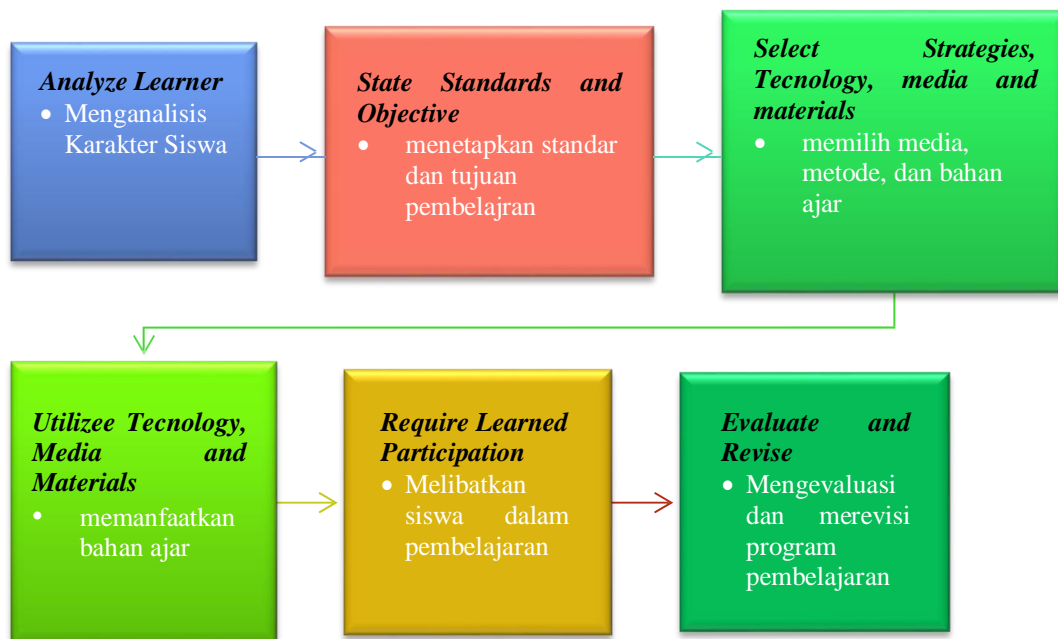 Analyze Learner
• Menganalisis
Karakter Siswa
State Standards and
Objective
• menetapkan standar
dan tujuan
pembelajran
Select Strategies,
Tecnology, media and
materials
• memilih media,
metode, dan bahan
ajar
Utilizee Tecnology,
Media and
Materials
• memanfaatkan
bahan ajar
Require Learned
Participation
• Melibatkan
siswa dalam
pembelajaran
Evaluate and
Revise
• Mengevaluasi
dan merevisi
program
pembelajaran